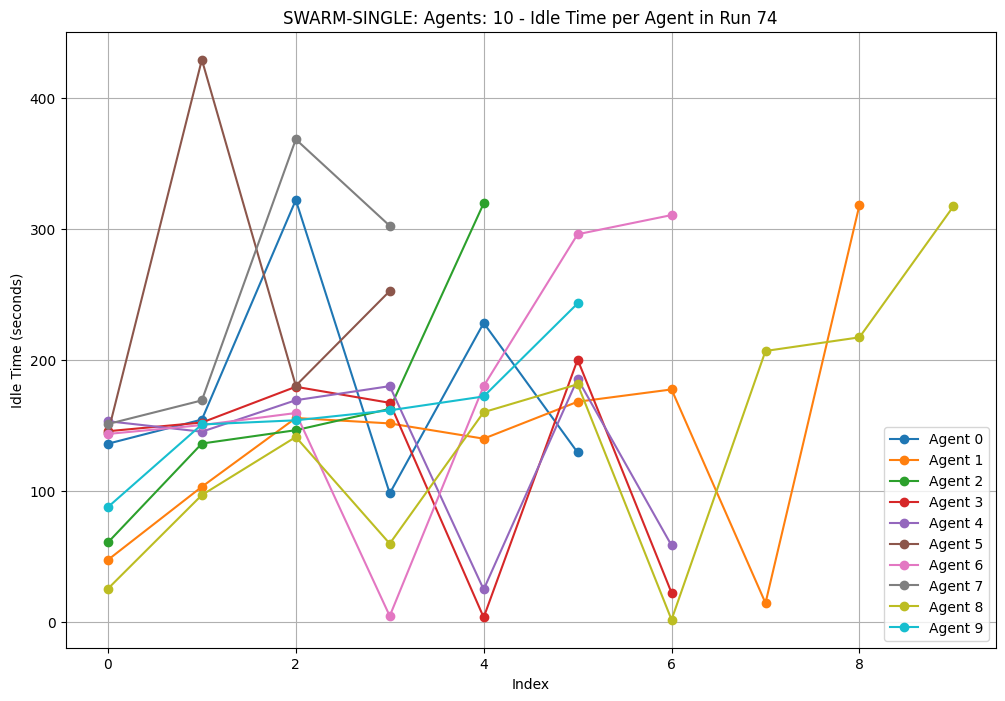 SWARM-SINGLE: Agents: 10 - Idle Time per Agent in Run 74
Idle Time (seconds)
400
300
200
100
0
0 2 4 6 8
Index
Agent 0
Agent 1
Agent 2
Agent 3
Agent 4
Agent 5
Agent 6
Agent 7
Agent 8
Agent 9